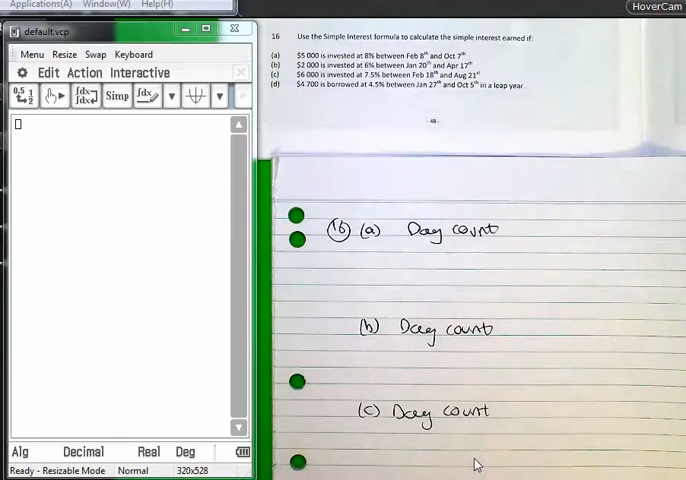 Applications(A) Window(W) Help(H)
HoverCam
default.vcp
Menu Resize Swap Keyboard
Edit Action Interactive
Simp
Alg Decimal Real Deg
Ready - Resizable Mode Normal 320x528
16 Use the Simple Interest formula to calculate the simple interest earned if:
(a) $5 000 is invested at 8% between Feb 8th and Oct 7th
(b) $2 000 is invested at 6% between Jan 20th and Apr 17th
(c) $6 000 is invested at 7.5% between Feb 18th and Aug 21st
(d) $4 700 is borrowed at 4.5% between Jan 27th and Oct 5th in a leap year.
- 48 -
16 (a) Day count
(b) Day count
(c) Day count